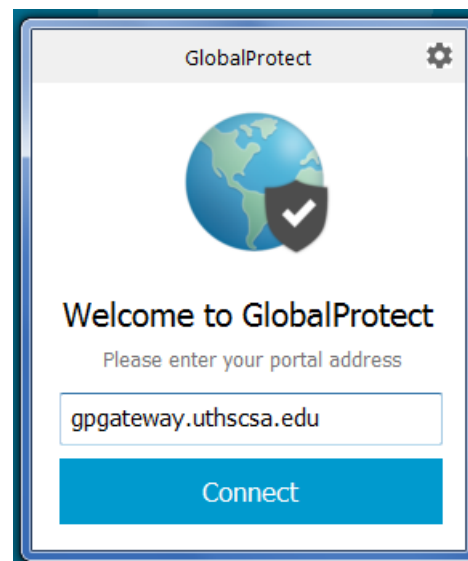 GlobalProtect
Welcome to GlobalProtect
Please enter your portal address
gpgateway.uthscsa.edu
Connect